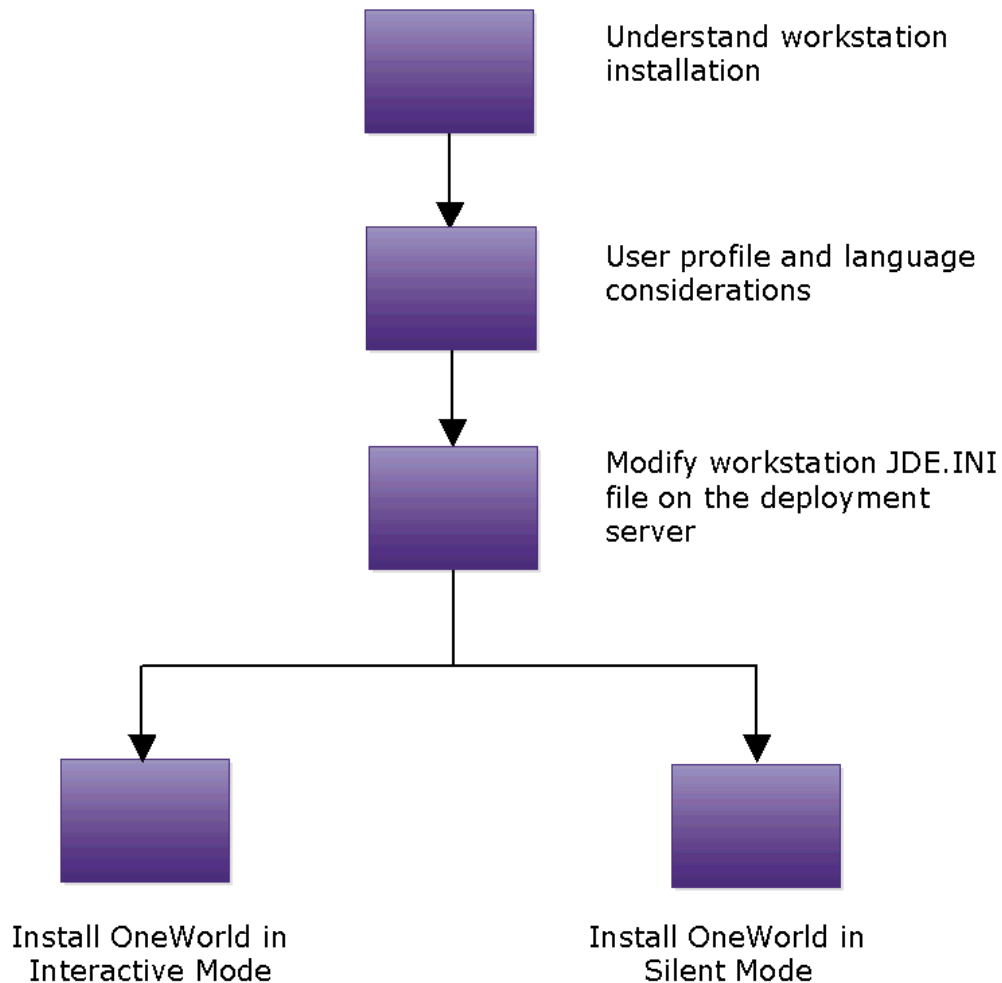 Understand workstation
installation
User profile and language
considerations
Modify workstation JDE.INI
file on the deployment
server
Install OneWorld in
Interactive Mode
Install OneWorld in
Silent Mode